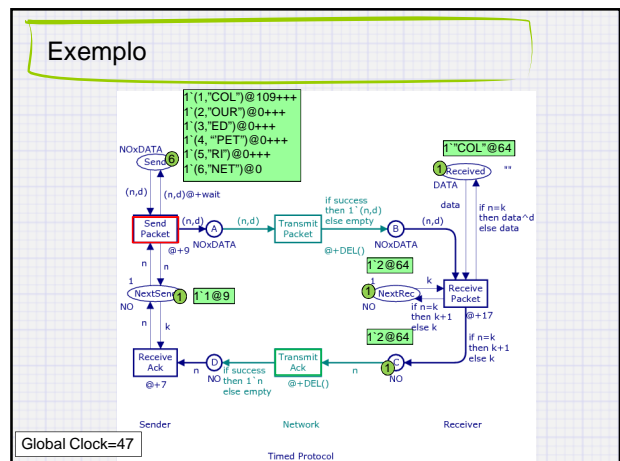 Exemplo
1`(1,"COL")@109+++
1`(2,"OUR")@0+++
1`(3,"ED")@0+++
1`(4, "'PET")@0+++
1`(5,"RI")@0+++
1`(6,"NET")@0
NOxDATA
Send
6
1`"COL"@64
1
Received
""
DATA
(n,d)
(n,d)@+wait
data
if n=k
then data^d
else data
Send
Packet
@+9
(n,d)
A
NOxDATA
(n,d)
Transmit
Packet
@+DEL()
if success
then 1`(n,d)
else empty
B
NOxDATA
(n,d)
n
n
1
NextSend
NO
1
1`1@9
1`2@64
1
1
NextRec
NO
k
if n=k
then k+1
else k
Receive
Packet
@+17
n
k
1`2@64
if n=k
then k+1
else k
Receive
Ack
@+7
n
D
NO
if success
then 1`n
else empty
Transmit
Ack
@+DEL()
n
C
1
NO
Sender
Network
Receiver
Global Clock=47
Timed Protocol